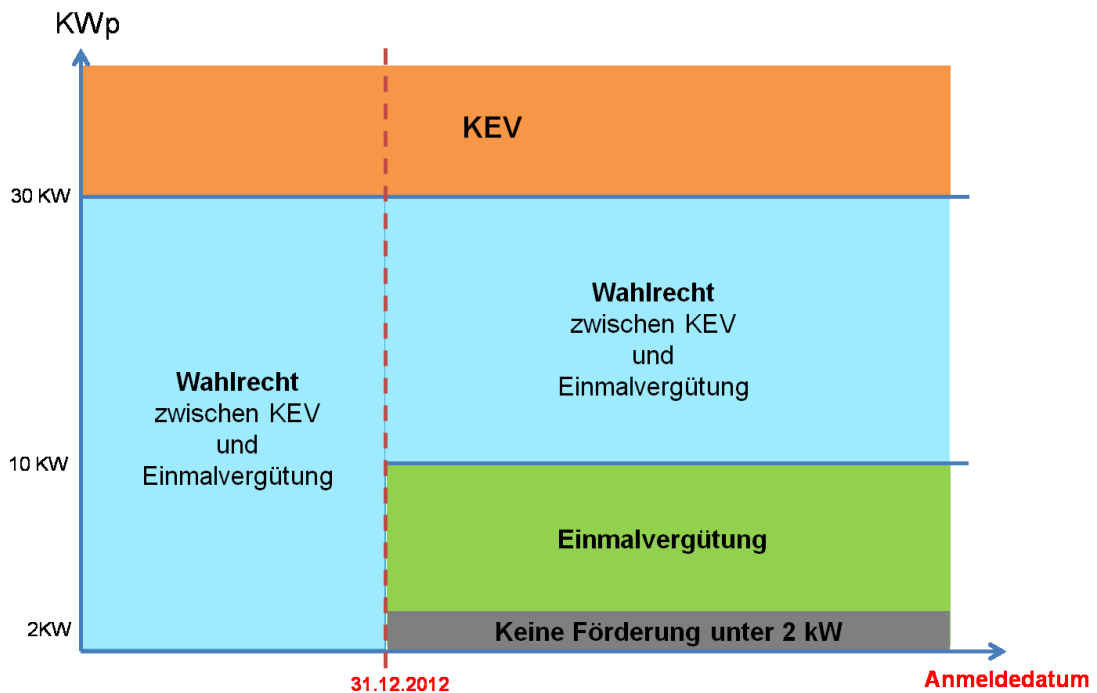 KWp
KEV
30 KW
Wahlrecht
zwischen KEV
und
Einmalvergütung
Wahlrecht
zwischen KEV
und
Einmalvergütung
10 KW
Einmalvergütung
2KW
Keine Förderung unter 2 kW
31.12.2012
Anmeldedatum